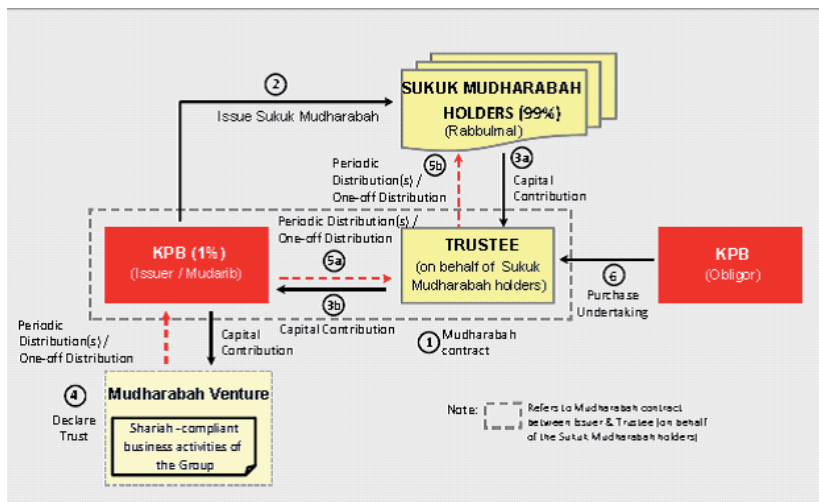 2
Issue Sukuk Mudharabah
SUKUK MUDHARABAH
HOLDERS (99%)
(Rabbulmal)
Periodic
Distribution(s) /
One-off Distribution
5b
3a
Capital
Contribution
Periodic Distribution(s) /
One-off Distribution
KPB (1%)
(Issuer / Mudarib)
5a
3b
Capital Contribution
TRUSTEE
(on behalf of Sukuk
Mudharabah holders)
KPB
(Obligor)
6
Purchase
Undertaking
Periodic
Distribution(s) /
One-off Distribution
Capital
Contribution
1
Mudharabah
contract
4
Declare
Trust
Mudharabah Venture
Shariah -compliant
business activities of
the Group
Note:
Refers to Mudharabah contract
between Issuer & Trustee (on behalf
of the Sukuk Mudharabah holders)